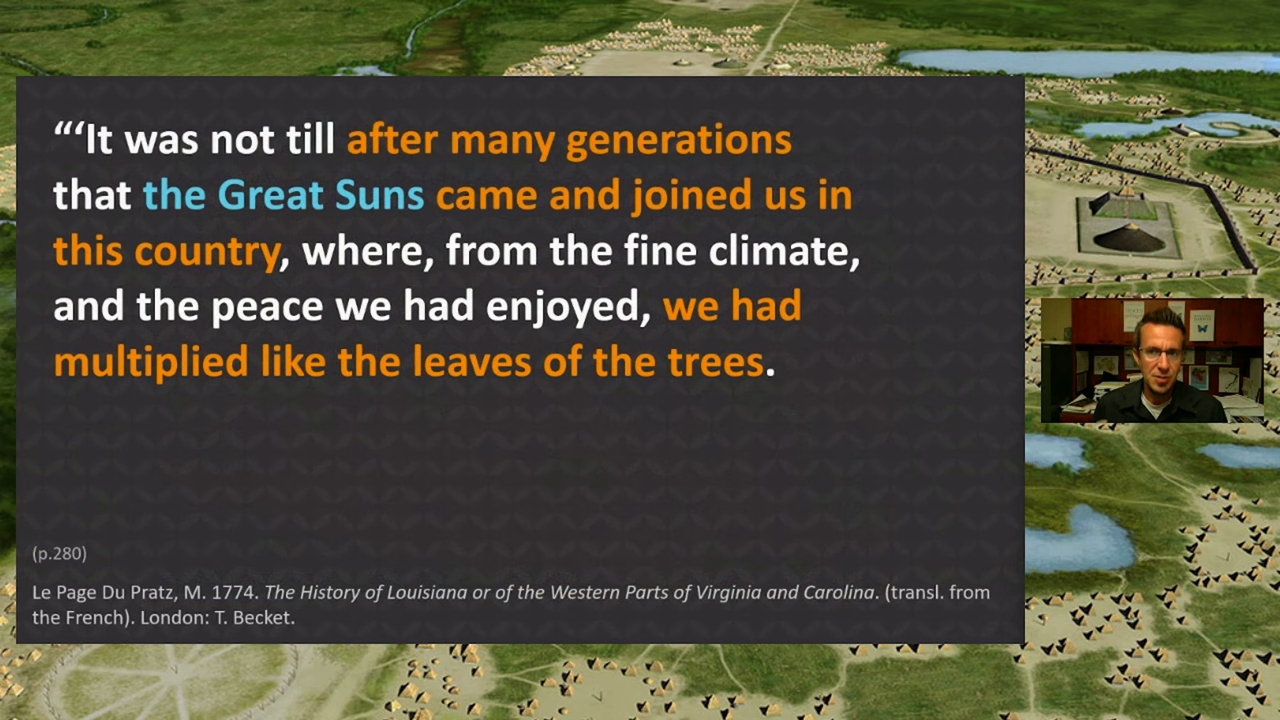 “‘It was not till after many generations
that the Great Suns came and joined us in
this country, where, from the fine climate,
and the peace we had enjoyed, we had
multiplied like the leaves of the trees.
(p.280)
Le Page Du Pratz, M. 1774. The History of Louisiana or of the Western Parts of Virginia and Carolina. (transl. from
the French). London: T. Becket.